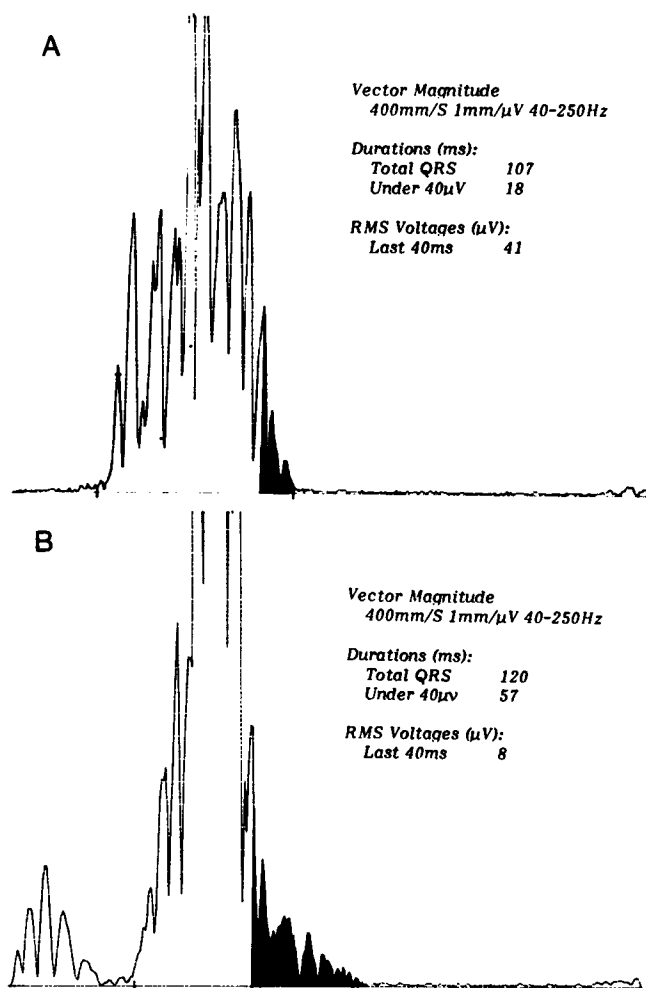 A
Vector Magnitude
400mm/S 1mm/μV 40-250Hz
Durations (ms):
Total QRS 107
Under 40μV 18
RMS Voltages (μV):
Last 40ms 41
B
Vector Magnitude
400mm/S 1mm/μV 40-250Hz
Durations (ms):
Total QRS 120
Under 40μv 57
RMS Voltages (μV):
Last 40ms 8